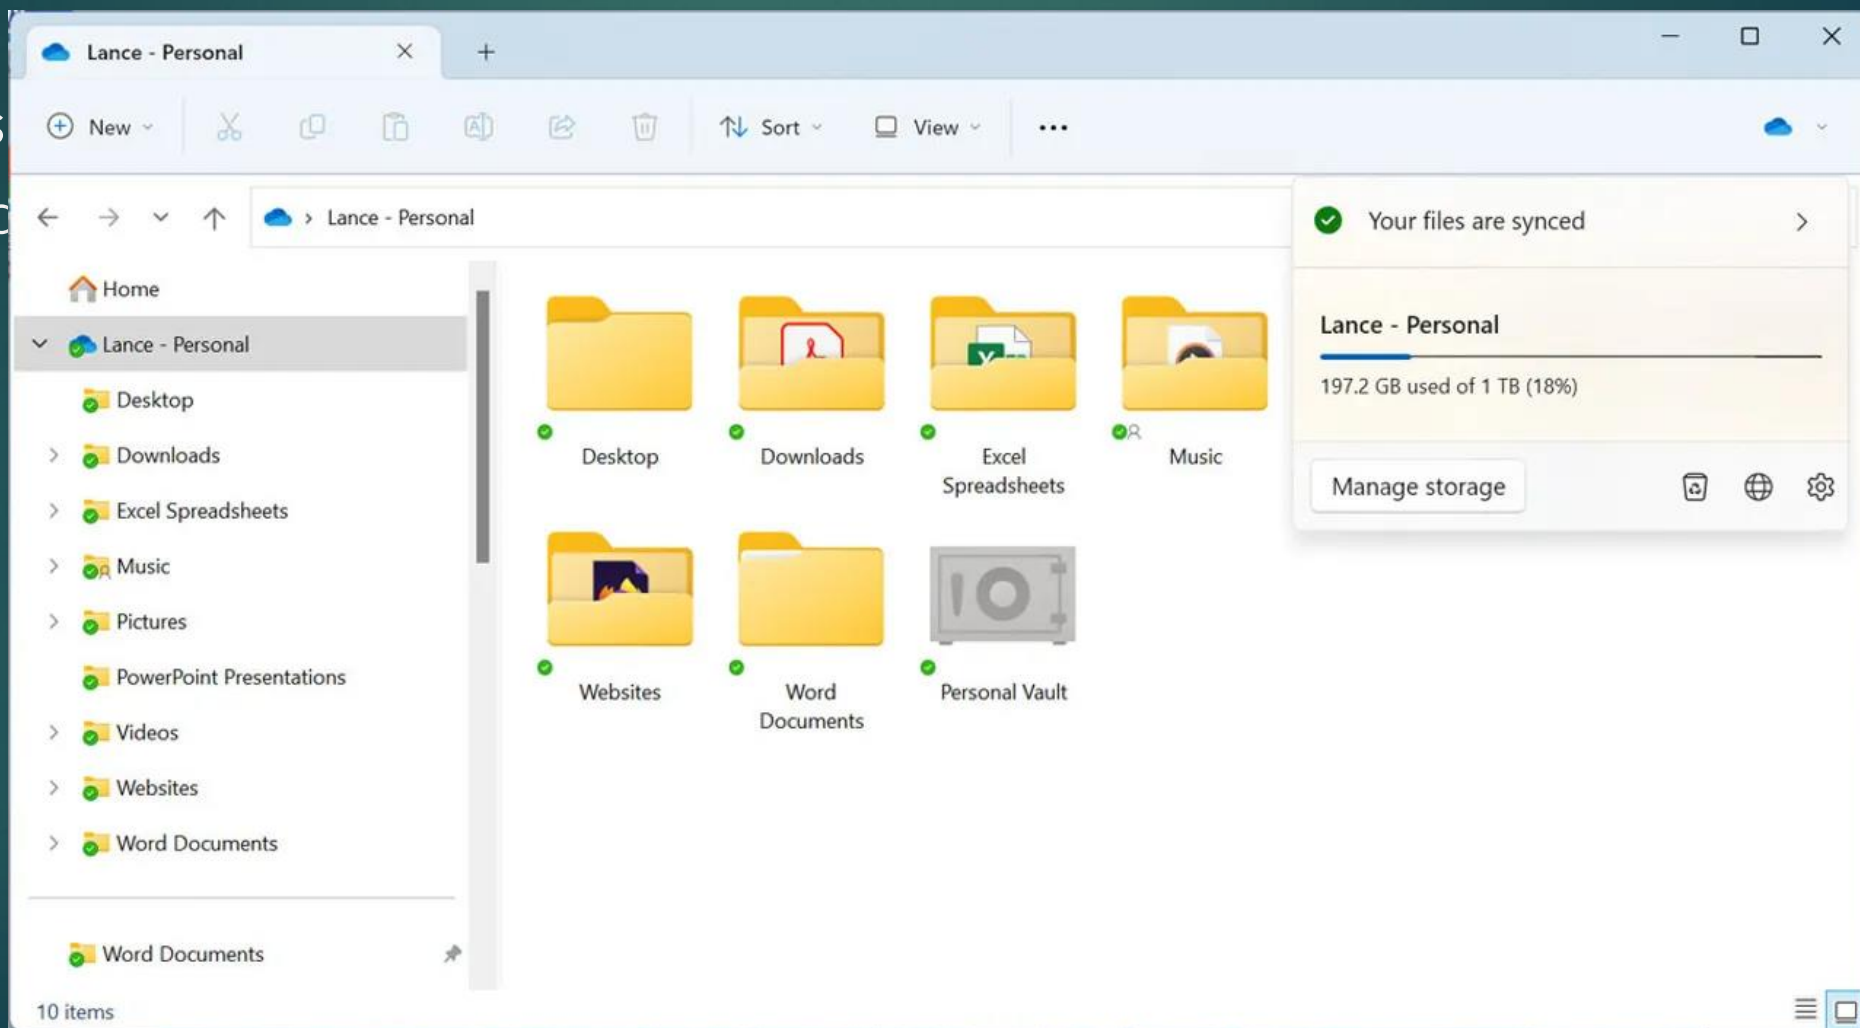 Lance - Personal
New
Sort
View
Lance - Personal
Your files are synced
Lance - Personal
197.2 GB used of 1 TB (18%)
Manage storage
Home
Lance - Personal
Desktop
Downloads
Excel Spreadsheets
Music
Pictures
PowerPoint Presentations
Videos
Websites
Word Documents
Word Documents
Desktop
Downloads
Excel
Spreadsheets
Music
Websites
Word
Documents
Personal Vault
10 items